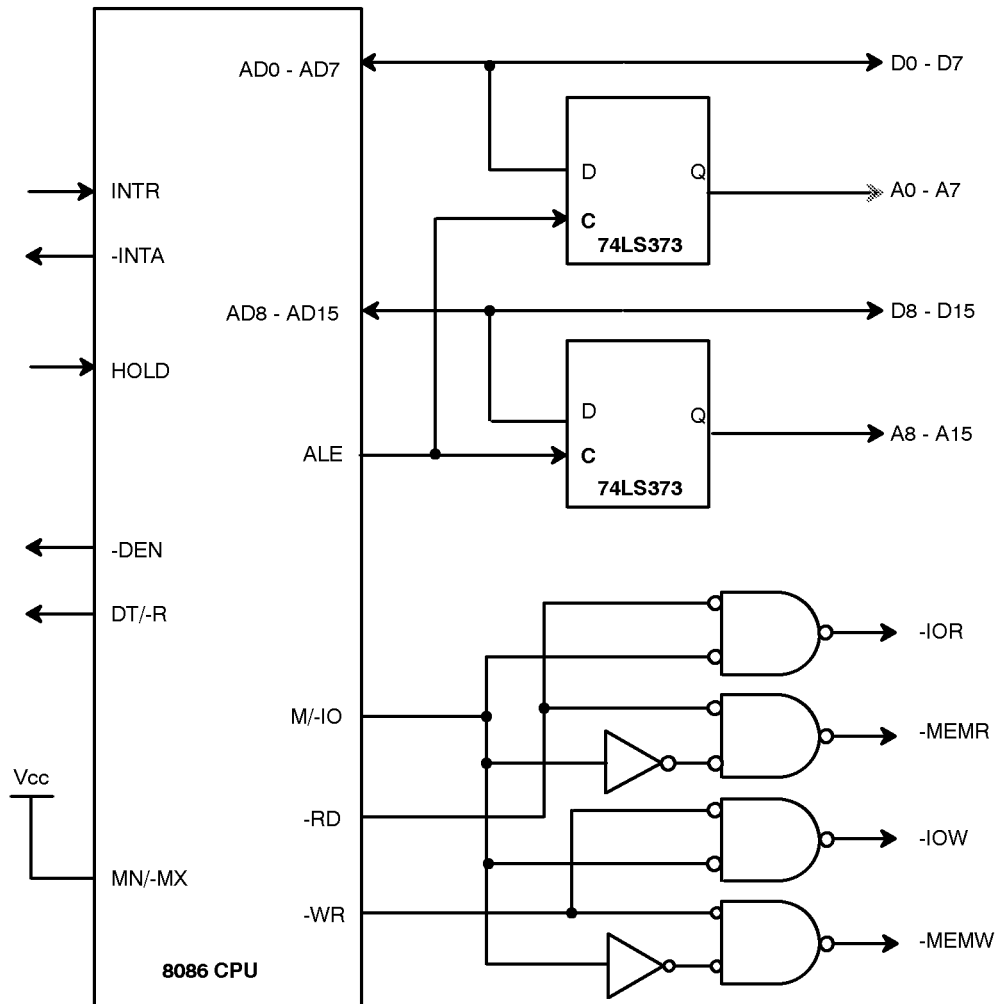 AD0 - AD7
D0 - D7
D
Q
C
74LS373
A0 - A7
INTR
-INTA
AD8 - AD15
D8 - D15
HOLD
D
Q
C
74LS373
A8 - A15
ALE
-DEN
DT/-R
-IOR
M/-IO
-MEMR
Vcc
-RD
-IOW
MN/-MX
-WR
-MEMW
8086 CPU